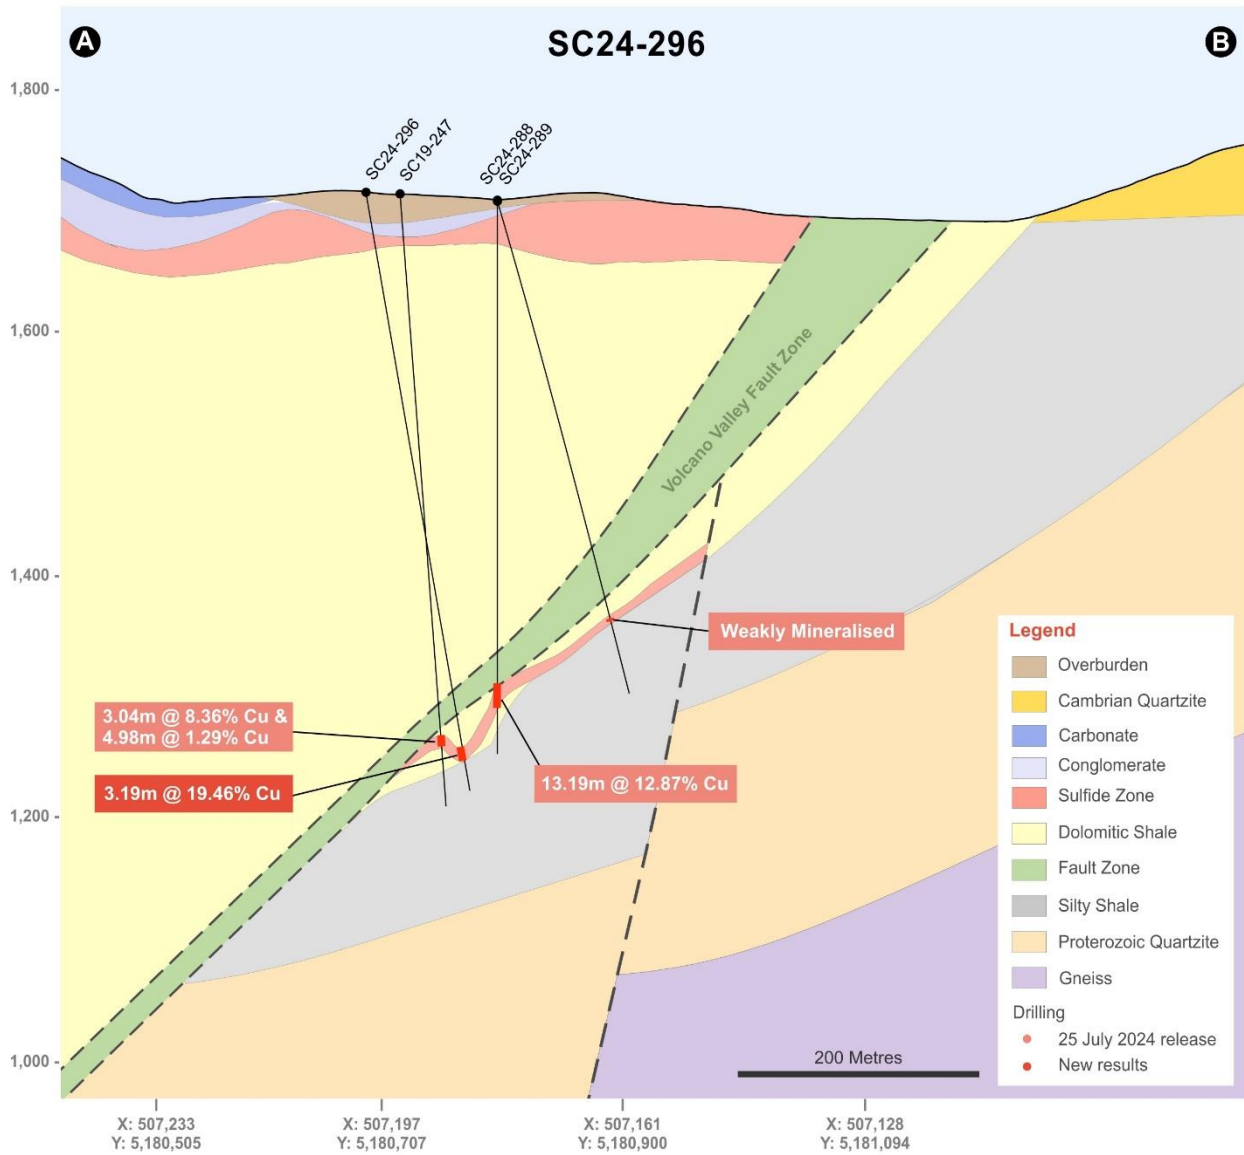 A
SC24-296
B
1,800
SC24-296
SC19-247
SC24-288
SC24-289
1,600
Volcano Valley Fault Zone
1,400
Weakly Mineralised
3.04m @ 8.36% Cu &
4.98m @ 1.29% Cu
3.19m @ 19.46% Cu
13.19m @ 12.87% Cu
1,200
1,000
Legend
Overburden
Cambrian Quartzite
Carbonate
Conglomerate
Sulfide Zone
Dolomitic Shale
Fault Zone
Silty Shale
Proterozoic Quartzite
Gneiss
Drilling
25 July 2024 release
New results
200 Metres
X: 507,233
Y: 5,180,505
X: 507,197
Y: 5,180,707
X: 507,161
Y: 5,180,900
X: 507,128
Y: 5,181,094